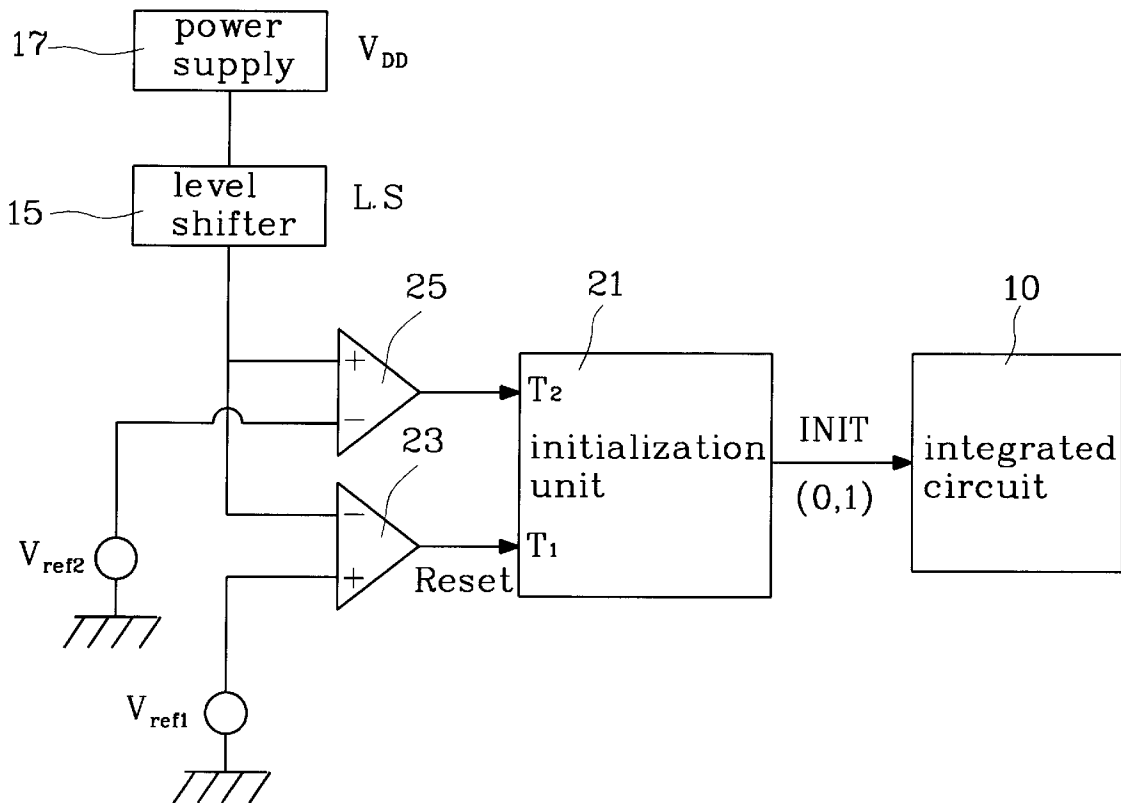 17
power
supply
V_DD
15
level
shifter
L.S
25
21
10
+
−
T₂
23
initialization
unit
INIT
(0,1)
integrated
circuit
−
+
T₁
Reset
V_ref2
V_ref1